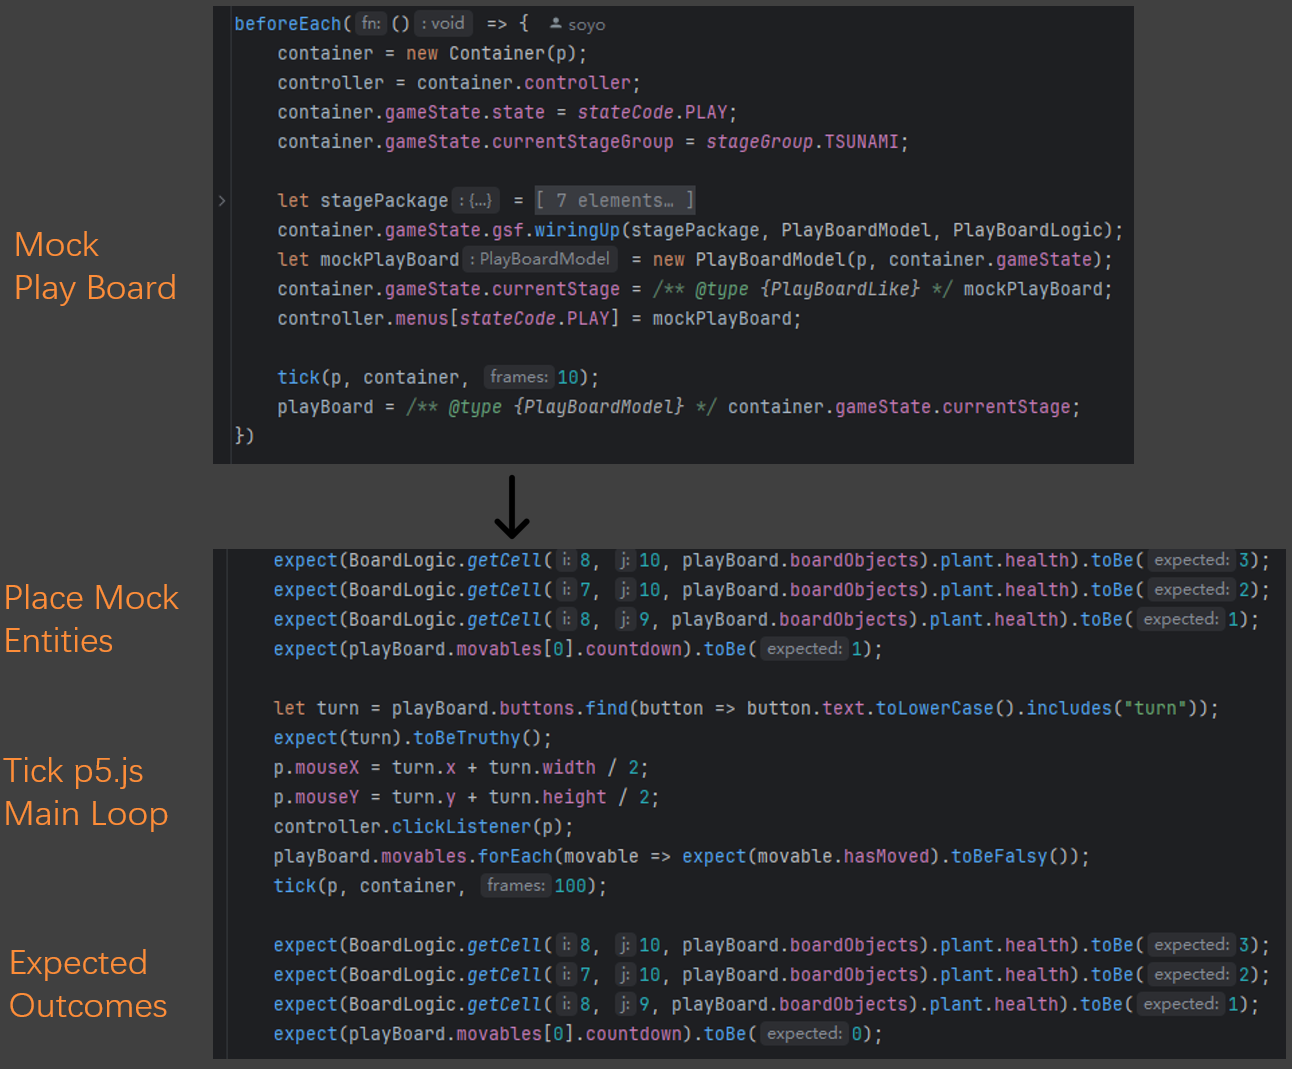 beforeEach( fn: () : void => { soyo
container = new Container(p);
controller = container.controller;
container.gameState.state = stateCode.PLAY;
container.gameState.currentStageGroup = stageGroup.TSUNAMI;
let stagePackage : {...} = [ 7 elements… ]
container.gameState.gsf.wiringUp(stagePackage, PlayBoardModel, PlayBoardLogic);
let mockPlayBoard : PlayBoardModel = new PlayBoardModel(p, container.gameState);
container.gameState.currentStage = /** @type {PlayBoardLike} */ mockPlayBoard;
controller.menus[stateCode.PLAY] = mockPlayBoard;
tick(p, container, frames: 10);
playBoard = /** @type {PlayBoardModel} */ container.gameState.currentStage;
})
Mock
Play Board
Place Mock
Entities
expect(BoardLogic.getCell( i: 8, j: 10, playBoard.boardObjects).plant.health).toBe( expected: 3);
expect(BoardLogic.getCell( i: 7, j: 10, playBoard.boardObjects).plant.health).toBe( expected: 2);
expect(BoardLogic.getCell( i: 8, j: 9, playBoard.boardObjects).plant.health).toBe( expected: 1);
expect(playBoard.movables[0].countdown).toBe( expected: 1);
Tick p5.js
Main Loop
let turn = playBoard.buttons.find(button => button.text.toLowerCase().includes("turn"));
expect(turn).toBeTruthy();
p.mouseX = turn.x + turn.width / 2;
p.mouseY = turn.y + turn.height / 2;
controller.clickListener(p);
playBoard.movables.forEach(movable => expect(movable.hasMoved).toBeFalsy());
tick(p, container, frames: 100);
Expected
Outcomes
expect(BoardLogic.getCell( i: 8, j: 10, playBoard.boardObjects).plant.health).toBe( expected: 3);
expect(BoardLogic.getCell( i: 7, j: 10, playBoard.boardObjects).plant.health).toBe( expected: 2);
expect(BoardLogic.getCell( i: 8, j: 9, playBoard.boardObjects).plant.health).toBe( expected: 1);
expect(playBoard.movables[0].countdown).toBe( expected: 0);